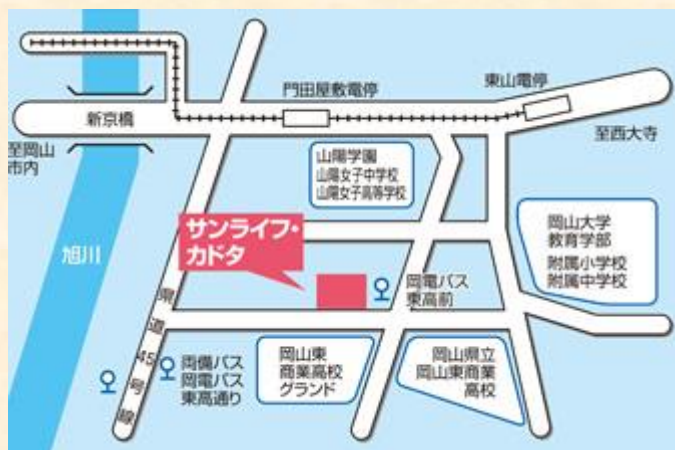 東山電停
門田屋敷電停
新京橋
至岡山
市内
至西大寺
山陽学園
山陽女子中学校
山陽女子高等学校
岡山大学
教育学部
附属小学校
附属中学校
サンライフ・
カドタ
旭川
岡電バス
東高前
県道45号線
両備バス
岡電バス
東高通り
岡山東
商業高校
グランド
岡山県立
岡山東商業
高校